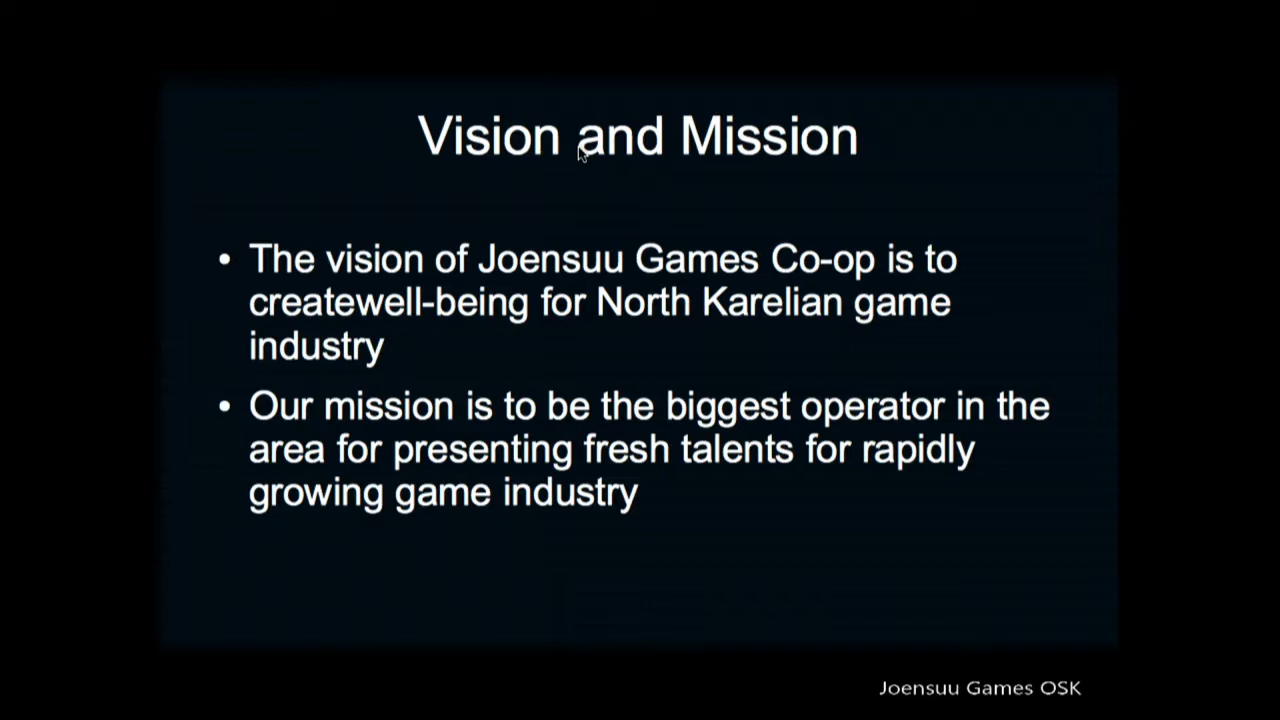 Vision and Mission
• The vision of Joensuu Games Co-op is to
createwell-being for North Karelian game
industry
• Our mission is to be the biggest operator in the
area for presenting fresh talents for rapidly
growing game industry
Joensuu Games OSK